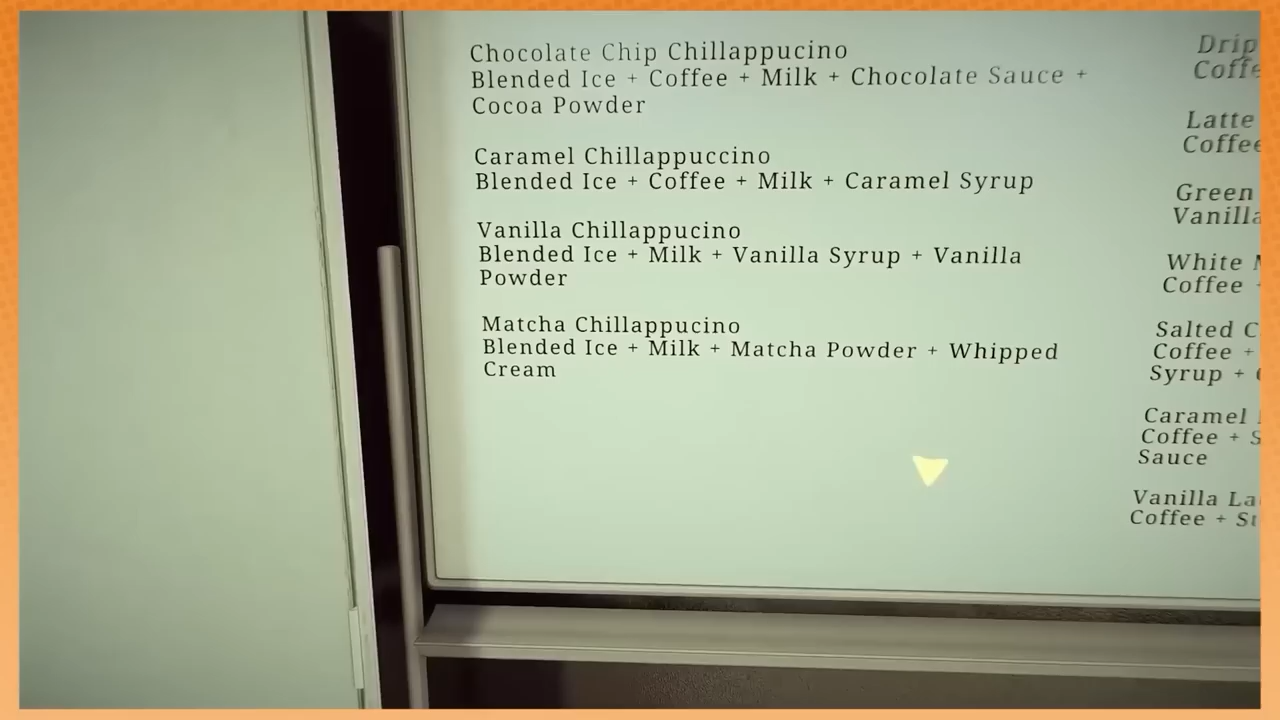 Chocolate Chip Chillappucino
Blended Ice + Coffee + Milk + Chocolate Sauce +
Cocoa Powder
Caramel Chillappuccino
Blended Ice + Coffee + Milk + Caramel Syrup
Vanilla Chillappucino
Blended Ice + Milk + Vanilla Syrup + Vanilla
Powder
Matcha Chillappucino
Blended Ice + Milk + Matcha Powder + Whipped
Cream
Drip
Latte
Coffee
Green
Vanilla
White
Coffee
Salted
Coffee +
Syrup +
Caramel
Coffee +
Sauce
Vanilla
Coffee +